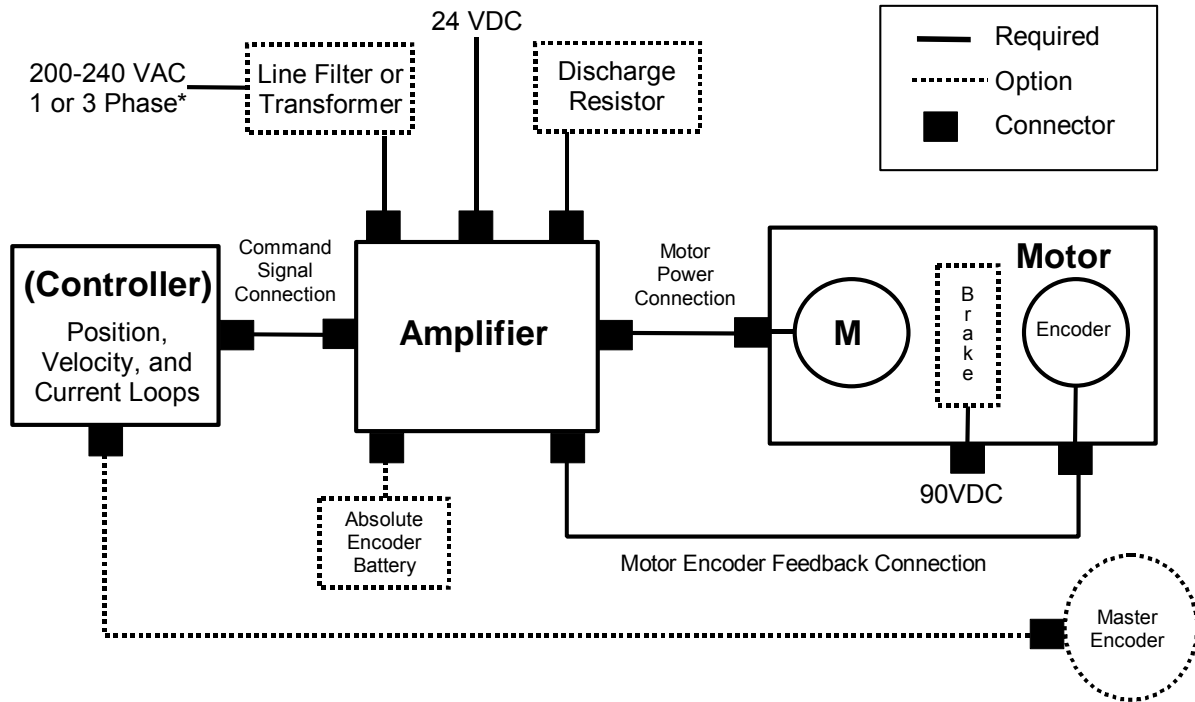 24 VDC
200-240 VAC
1 or 3 Phase*
Line Filter or
Transformer
Discharge
Resistor
Required
Option
Connector
(Controller)
Position,
Velocity, and
Current Loops
Command
Signal
Connection
Amplifier
Motor
Power
Connection
Motor
M
B
r
a
k
e
Encoder
90VDC
Absolute
Encoder
Battery
Motor Encoder Feedback Connection
Master
Encoder